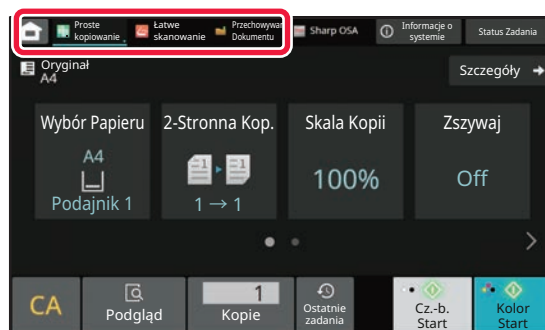 Proste
kopiowanie
Łatwe
skanowanie
Dokumentu
Sharp OSA
Informacje o
systemie
Status Zadania
Oryginał
A4
Szczegóły
Wybór Papieru
2-Stronna Kop.
Skala Kopii
Zszywaj
A4
Podajnik 1
1
1
1 → 1
100%
Off
CA
Podgląd
1
Kopie
Ostatnie
zadania
Cz.-b.
Start
Kolor
Start